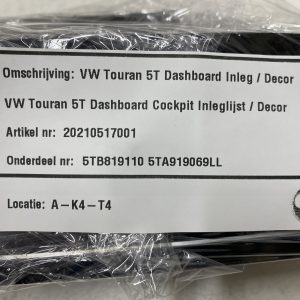 Omschrijving: VW Touran 5T Dashboard Inleg / Decor
VW Touran 5T Dashboard Cockpit Inleglijst / Decor
Artikel nr: 20210517001
Onderdeel nr: 5TB819110 5TA919069LL
Locatie: A-K4-T4